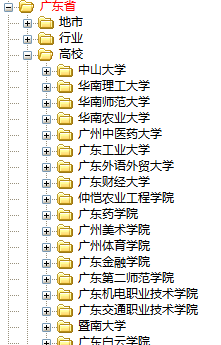 广东省
地市
行业
高校
中山大学
华南理工大学
华南师范大学
华南农业大学
广州中医药大学
广东工业大学
广东外语外贸大学
广东财经大学
仲恺农业工程学院
广东药学院
广州美术学院
广州体育学院
广东金融学院
广东第二师范学院
广东机电职业技术学院
广东交通职业技术学院
暨南大学
广东白云学院